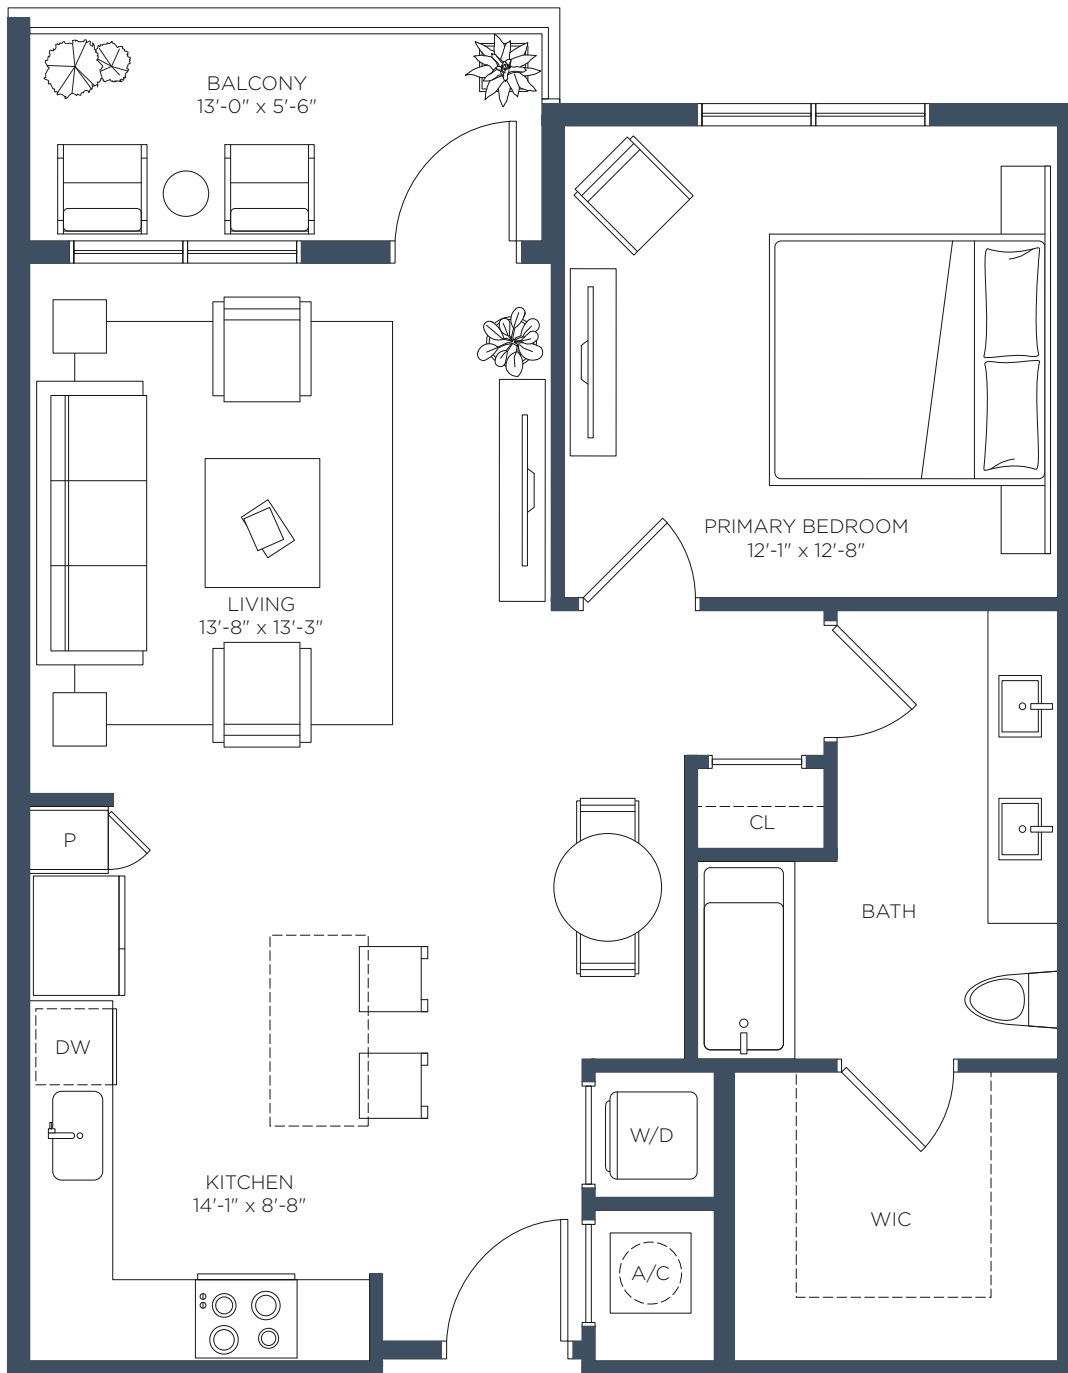 BALCONY
13'-0" x 5'-6"
PRIMARY BEDROOM
12'-1" x 12'-8"
LIVING
13'-8" x 13'-3"
CL
P
BATH
DW
W/D
KITCHEN
14'-1" x 8'-8"
WIC
A/C